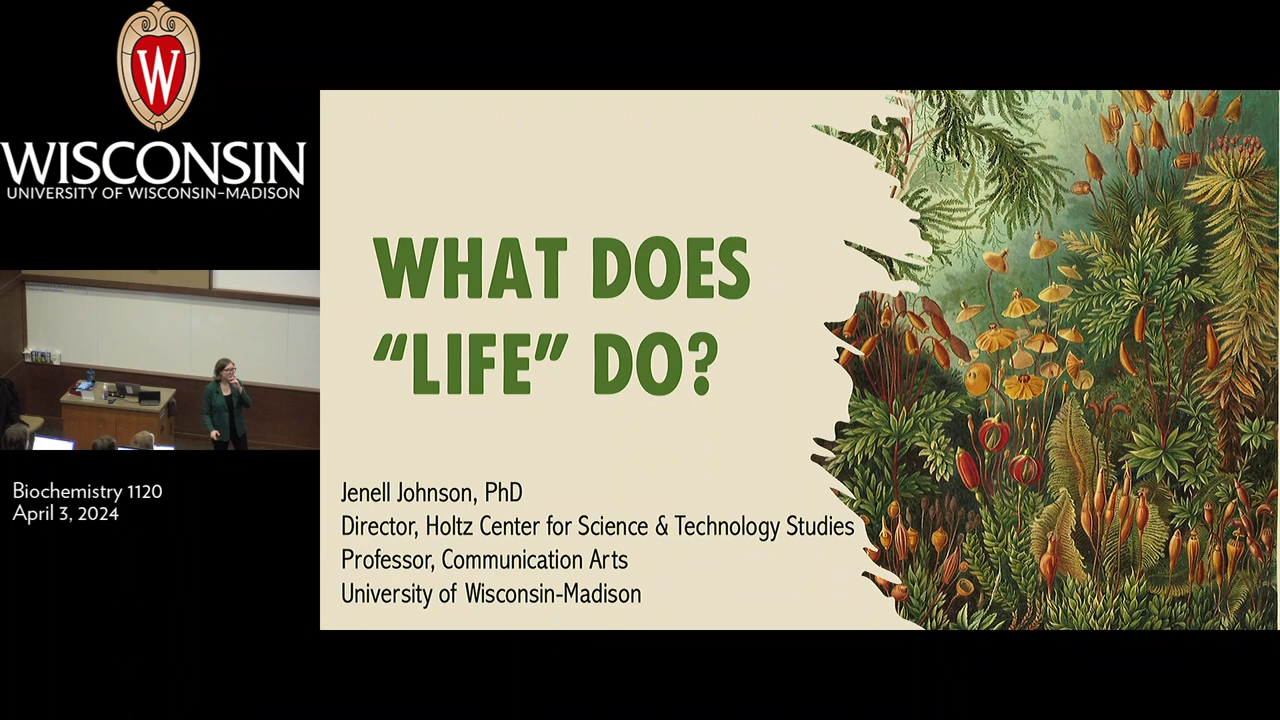 W
WISCONSIN
UNIVERSITY OF WISCONSIN–MADISON
WHAT DOES
“LIFE” DO?
Jenell Johnson, PhD
Director, Holtz Center for Science & Technology Studies
Professor, Communication Arts
University of Wisconsin-Madison
Biochemistry 1120
April 3, 2024